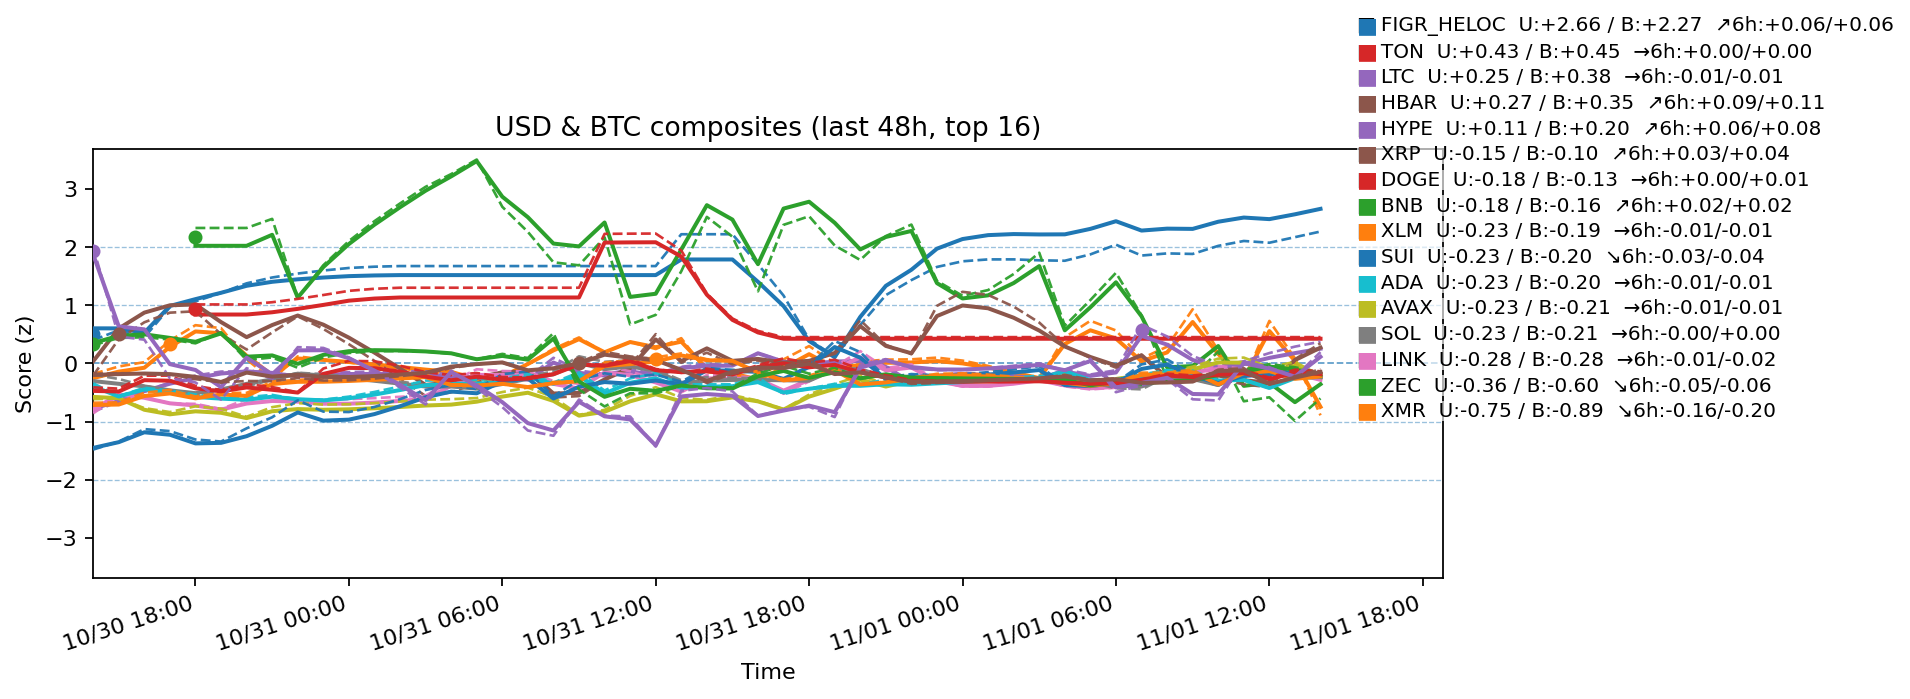 FIGR_HELOC U:+2.66 / B:+2.27 ↗6h:+0.06/+0.06
TON U:+0.43 / B:+0.45 →6h:+0.00/+0.00
LTC U:+0.25 / B:+0.38 →6h:-0.01/-0.01
HBAR U:+0.27 / B:+0.35 ↗6h:+0.09/+0.11
HYPE U:+0.11 / B:+0.20 ↗6h:+0.06/+0.08
XRP U:-0.15 / B:-0.10 ↗6h:+0.03/+0.04
DOGE U:-0.18 / B:-0.13 →6h:+0.00/+0.01
BNB U:-0.18 / B:-0.16 ↗6h:+0.02/+0.02
XLM U:-0.23 / B:-0.19 →6h:-0.01/-0.01
SUI U:-0.23 / B:-0.20 ↘6h:-0.03/-0.04
ADA U:-0.23 / B:-0.20 →6h:-0.01/-0.01
AVAX U:-0.23 / B:-0.21 →6h:-0.01/-0.01
SOL U:-0.23 / B:-0.21 →6h:-0.00/+0.00
LINK U:-0.28 / B:-0.28 →6h:-0.01/-0.02
ZEC U:-0.36 / B:-0.60 ↘6h:-0.05/-0.06
XMR U:-0.75 / B:-0.89 ↘6h:-0.16/-0.20
USD & BTC composites (last 48h, top 16)
Score (z)
3
2
1
0
−1
−2
−3
10/30 18:00
10/31 00:00
10/31 06:00
10/31 12:00
10/31 18:00
11/01 00:00
11/01 06:00
11/01 12:00
11/01 18:00
Time